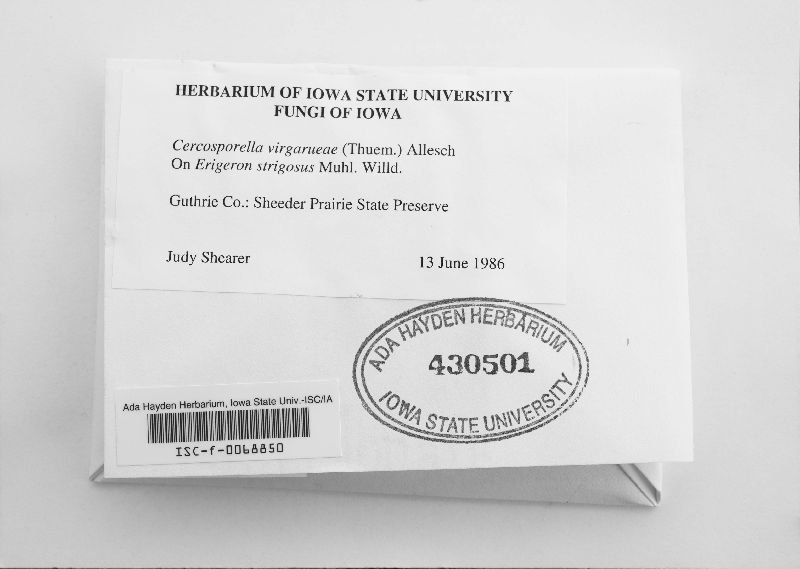 HERBARIUM OF IOWA STATE UNIVERSITY
FUNGI OF IOWA
Cercosporella virgarueae (Thuem.) Allesch
On Erigeron strigosus Muhl. Willd.
Guthrie Co.: Sheeder Prairie State Preserve
Judy Shearer 13 June 1986
ADA HAYDEN HERBARIUM
430501
IOWA STATE UNIVERSITY
Ada Hayden Herbarium, Iowa State Univ.-ISC/IA
ISC-f-0068850